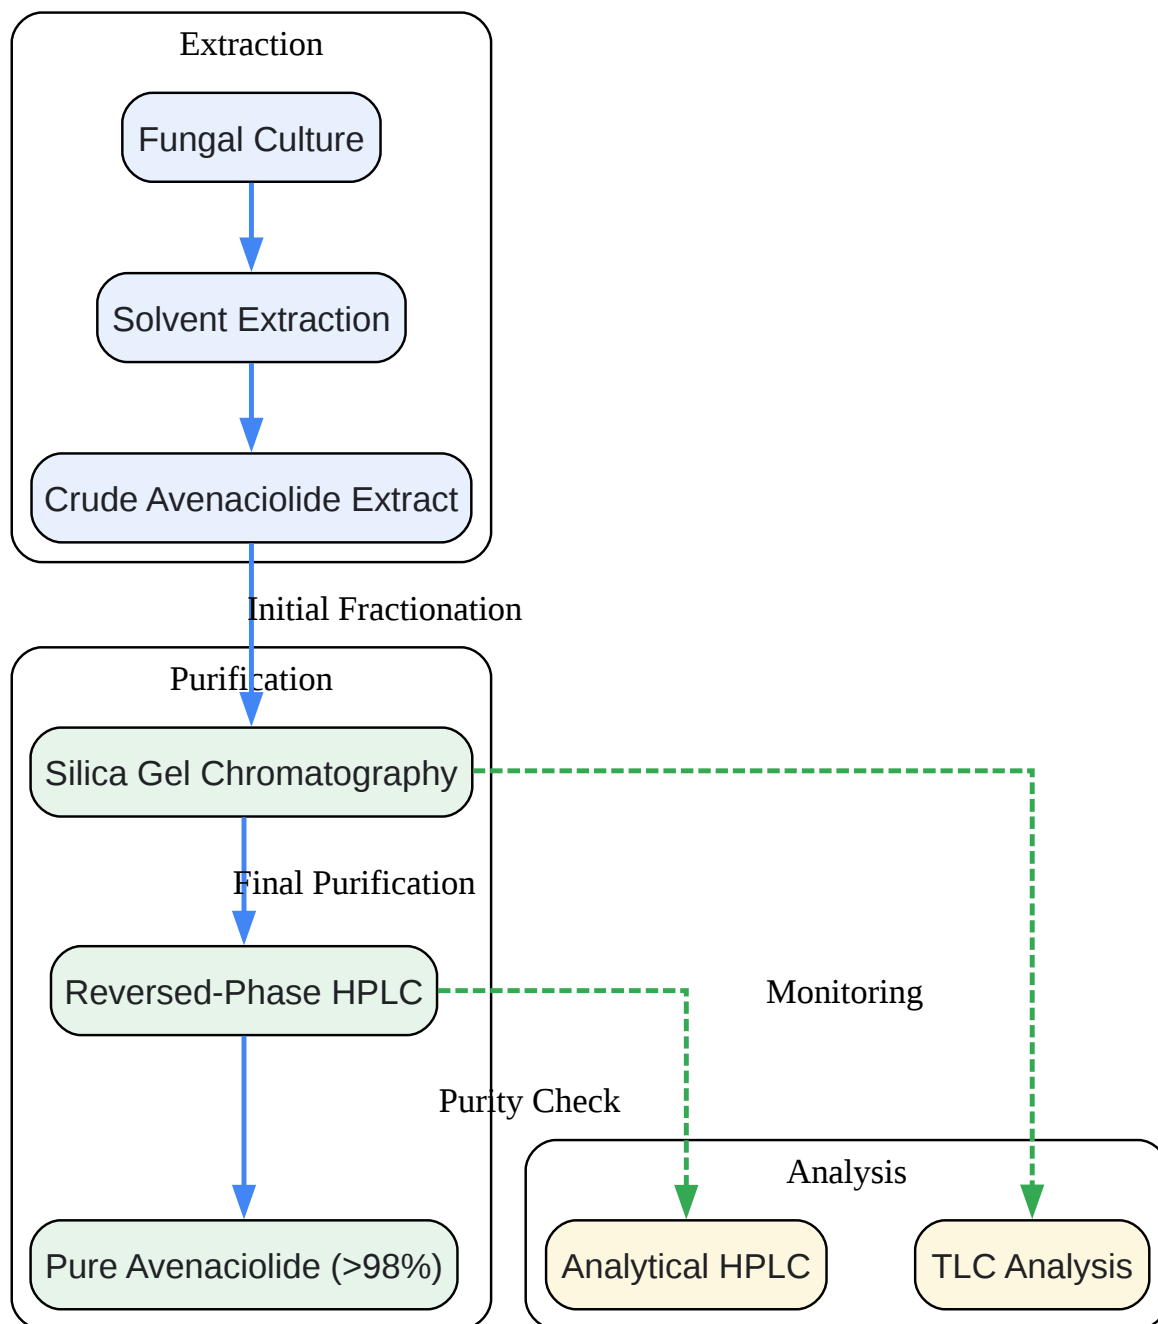 Extraction
Fungal Culture
Solvent Extraction
Crude Avenaciolide Extract
Initial Fractionation
Purification
Silica Gel Chromatography
Final Purification
Reversed-Phase HPLC
Monitoring
Purity Check
Analysis
Pure Avenaciolide (>98%)
Analytical HPLC
TLC Analysis